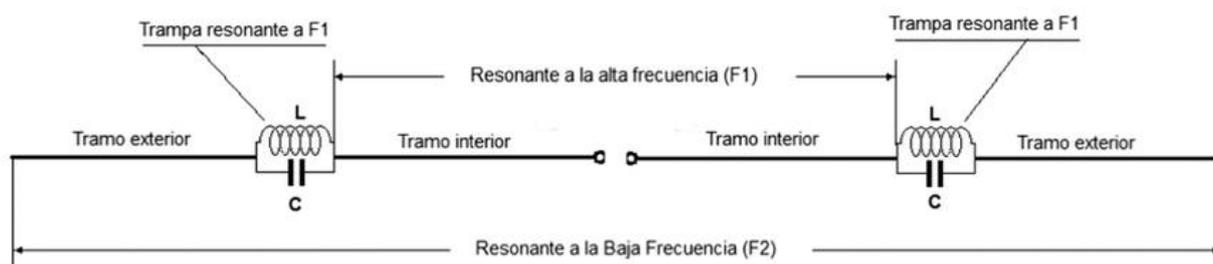 Trampa resonante a F1
Trampa resonante a F1
Resonante a la alta frecuencia (F1)
L
L
Tramo exterior
Tramo interior
Tramo interior
Tramo exterior
C
C
Resonante a la Baja Frecuencia (F2)